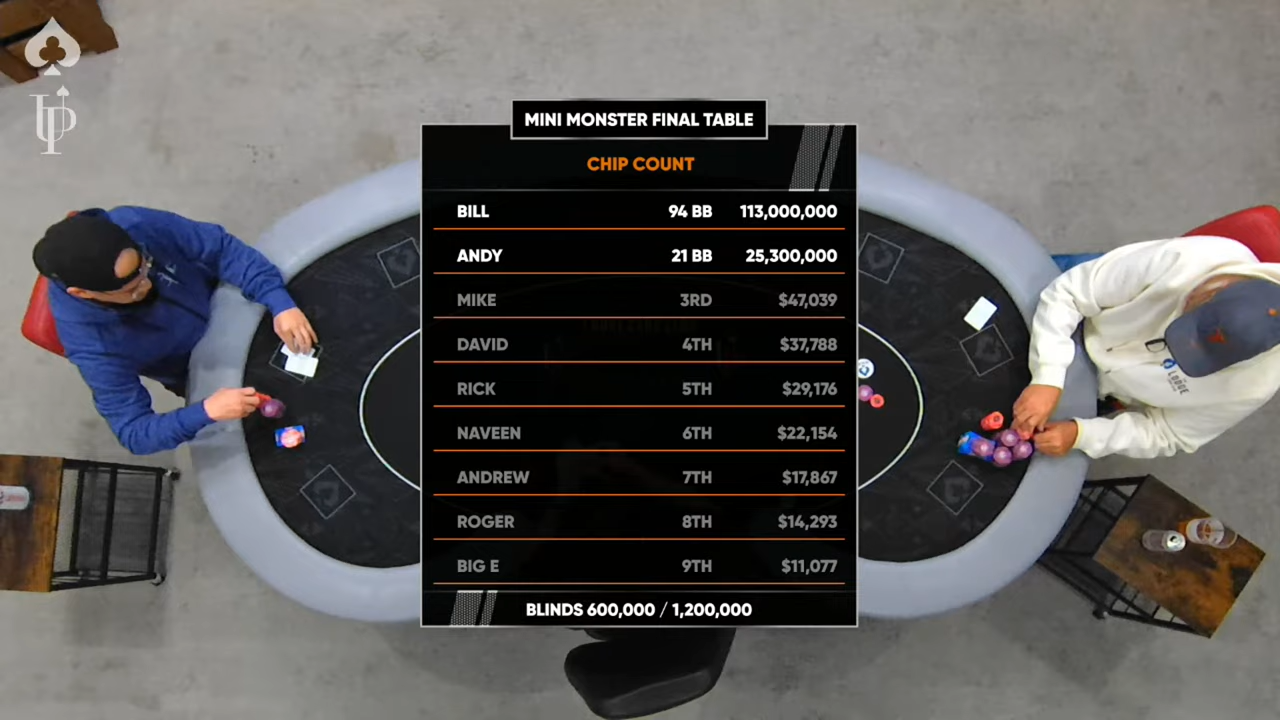 UP
MINI MONSTER FINAL TABLE
CHIP COUNT
BILL 94 BB 113,000,000
ANDY 21 BB 25,300,000
MIKE 3RD $47,039
DAVID 4TH $37,788
RICK 5TH $29,176
NAVEEN 6TH $22,154
ANDREW 7TH $17,867
ROGER 8TH $14,293
BIG E 9TH $11,077
BLINDS 600,000 / 1,200,000
LODGE